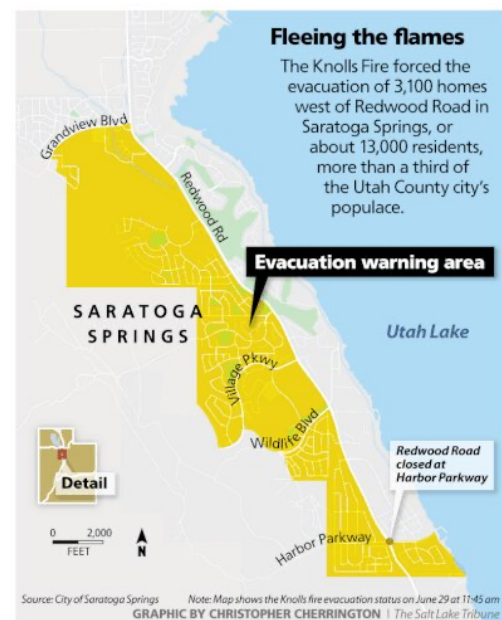 Fleeing the flames
The Knolls Fire forced the
evacuation of 3,100 homes
west of Redwood Road in
Saratoga Springs, or
about 13,000 residents,
more than a third of
the Utah County city's
populace.
Grandview Blvd
Redwood Rd
Evacuation warning area
SARATOGA
SPRINGS
Utah Lake
Village Pkwy
Wildlife Blvd
Redwood Road
closed at
Harbor Parkway
Detail
0 2,000
FEET
N
Harbor Parkway
Source: City of Saratoga Springs
Note: Map shows the Knolls fire evacuation status on June 29 at 11:45 am
GRAPHIC BY CHRISTOPHER CHERRINGTON | The Salt Lake Tribune